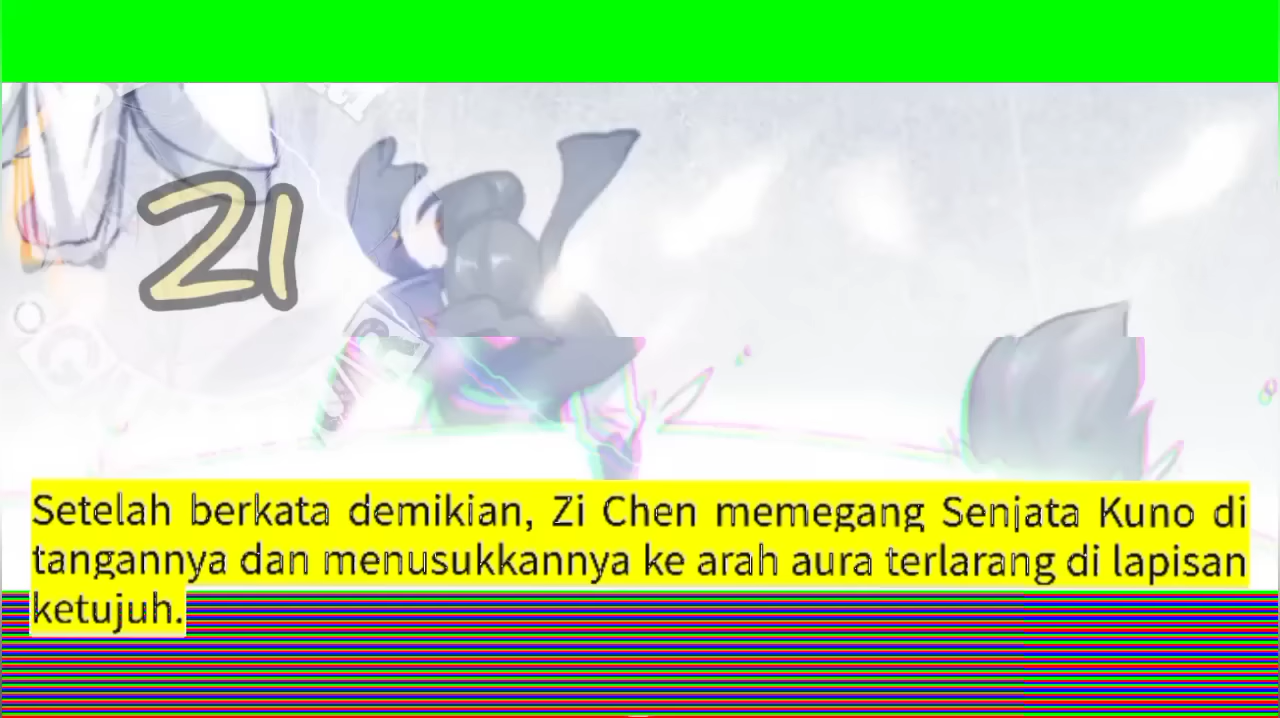 ZI
Setelah berkata demikian, Zi Chen memegang Senjata Kuno di
tangannya dan menusukkannya ke arah aura terlarang di lapisan
ketujuh.